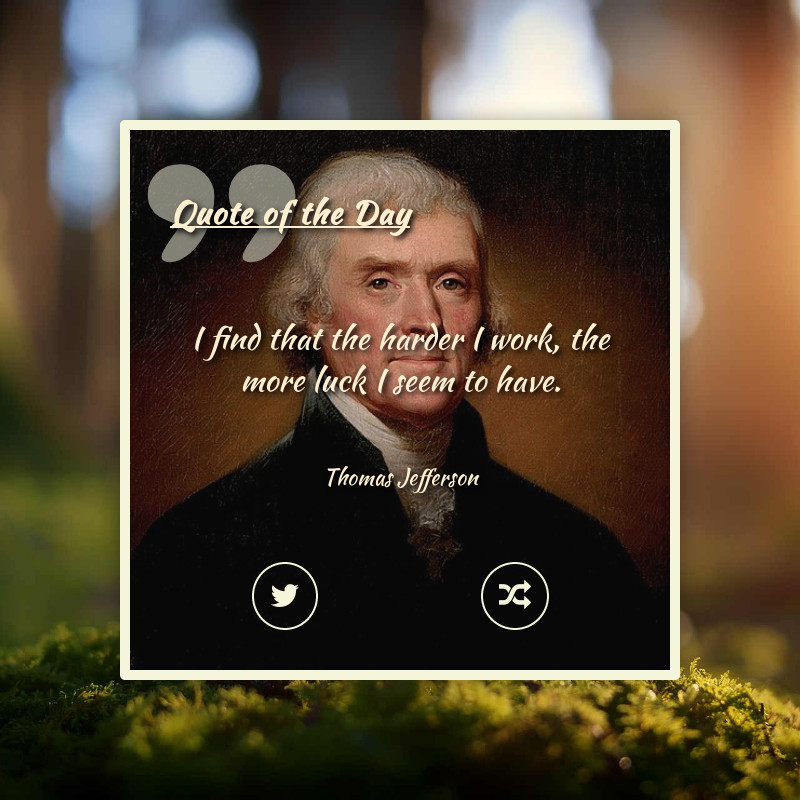 Quote of the Day
I find that the harder I work, the
more luck I seem to have.
Thomas Jefferson